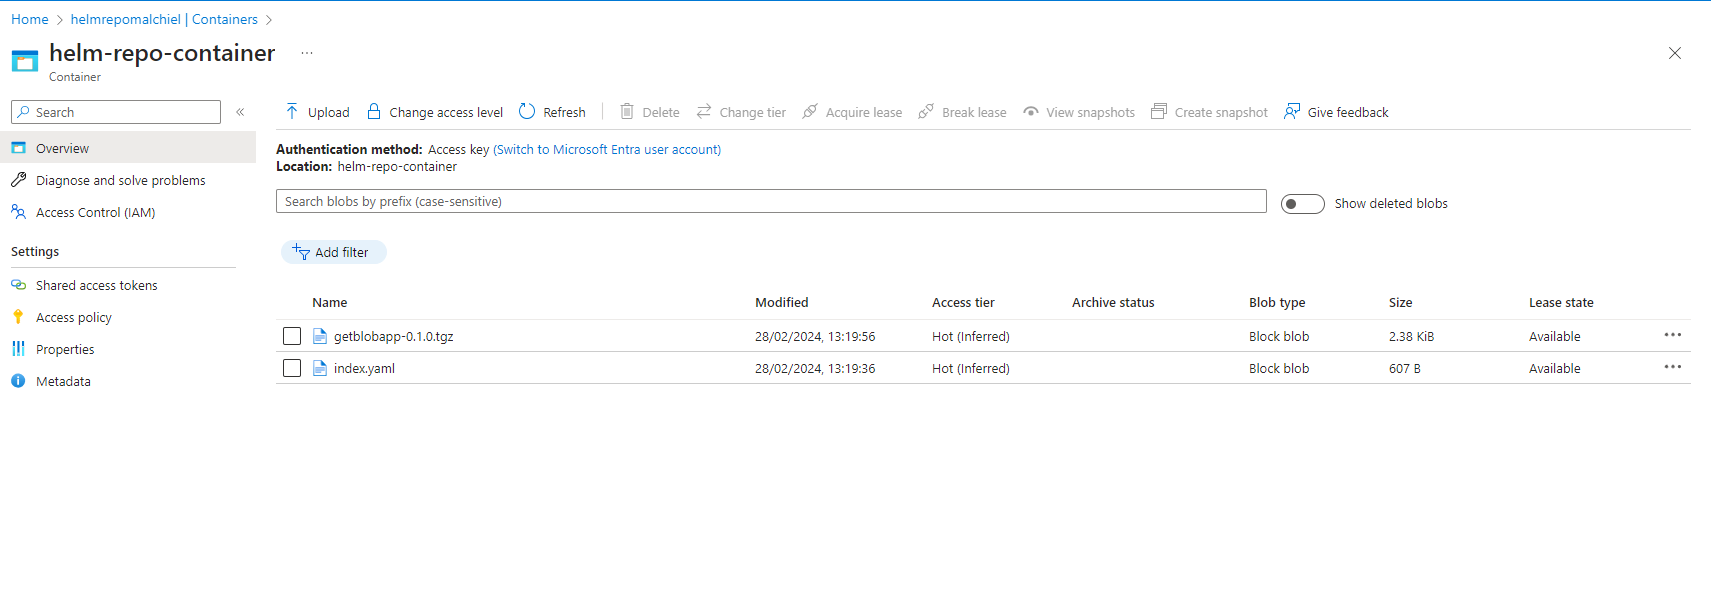 Home > helmrepomalchiel | Containers >
helm-repo-container ...
Container
Search «
Overview
Diagnose and solve problems
Access Control (IAM)
Settings
Shared access tokens
Access policy
Properties
Metadata
Upload Change access level Refresh Delete Change tier Acquire lease Break lease View snapshots Create snapshot Give feedback
Authentication method: Access key (Switch to Microsoft Entra user account)
Location: helm-repo-container
Search blobs by prefix (case-sensitive) Show deleted blobs
Add filter
Name Modified Access tier Archive status Blob type Size Lease state
getblobapp-0.1.0.tgz 28/02/2024, 13:19:56 Hot (Inferred) Block blob 2.38 KiB Available ...
index.yaml 28/02/2024, 13:19:36 Hot (Inferred) Block blob 607 B Available ...